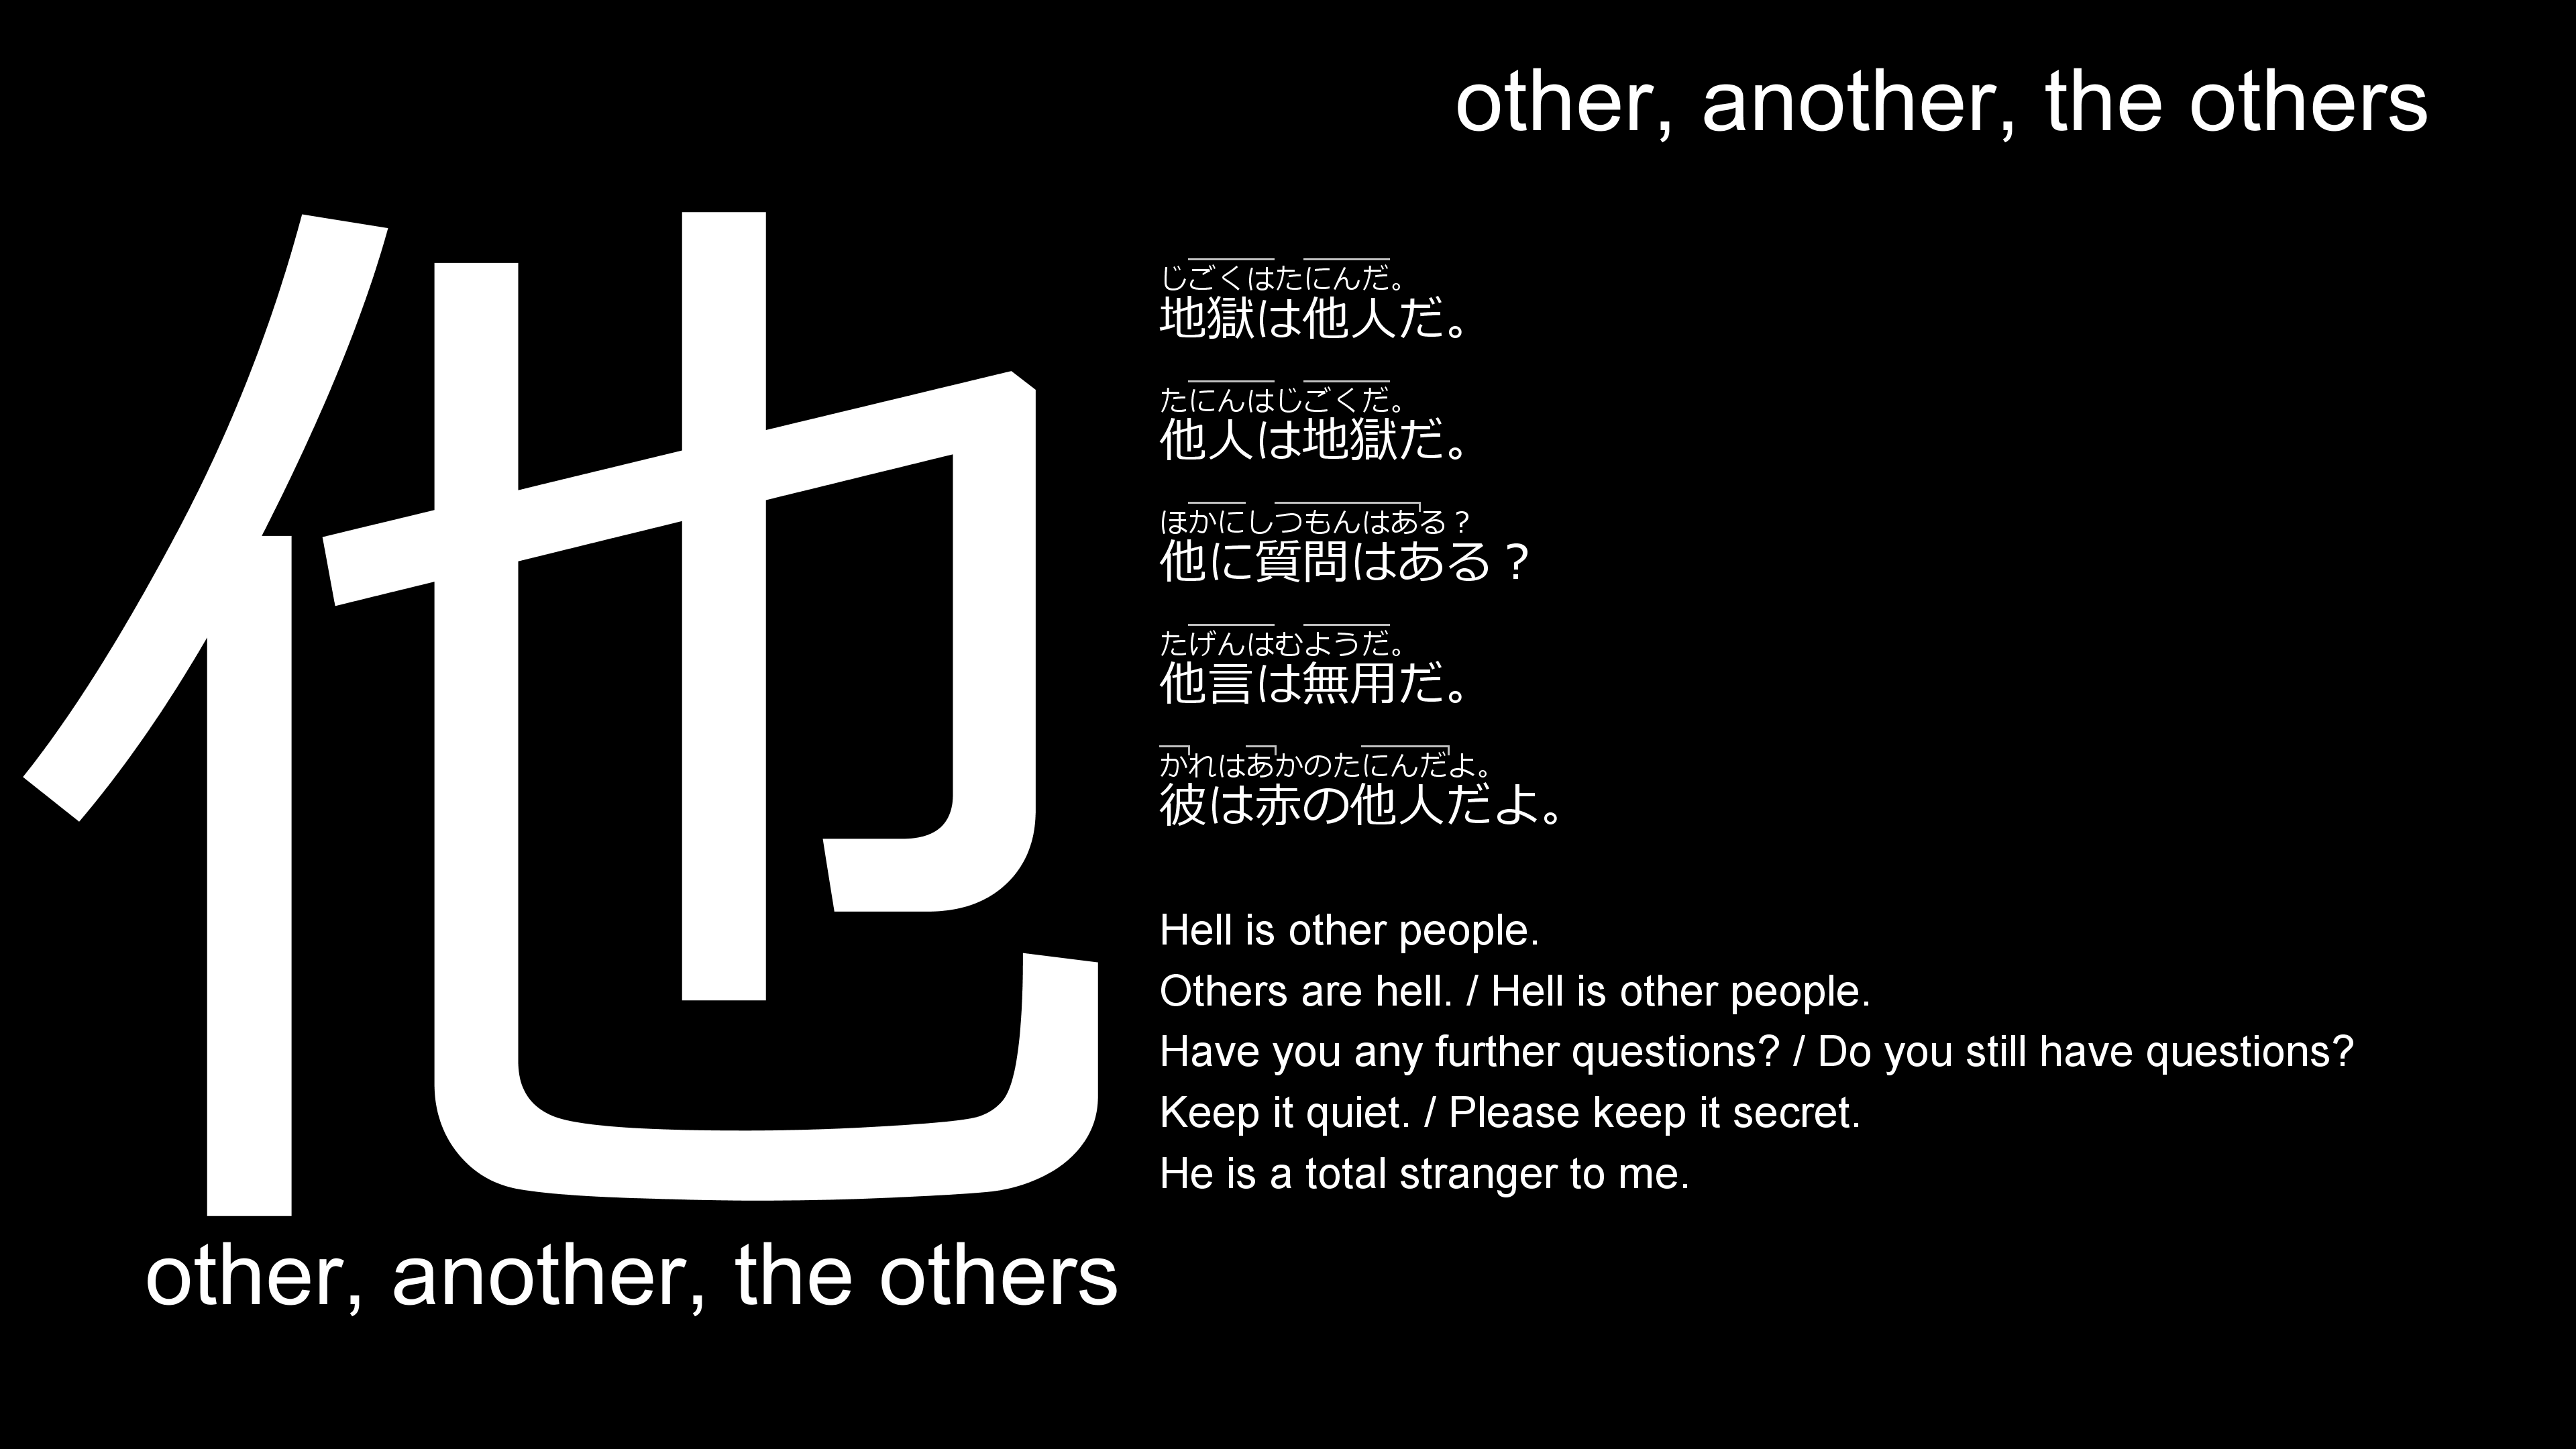 other, another, the others
他
じごくはたにんだ。
地獄は他人だ。
たにんはじごくだ。
他人は地獄だ。
ほかにしつもんはある？
他に質問はある？
たげんはむようだ。
他言は無用だ。
かれはあかのたにんだよ。
彼は赤の他人だよ。
Hell is other people.
Others are hell. / Hell is other people.
Have you any further questions? / Do you still have questions?
Keep it quiet. / Please keep it secret.
He is a total stranger to me.
other, another, the others